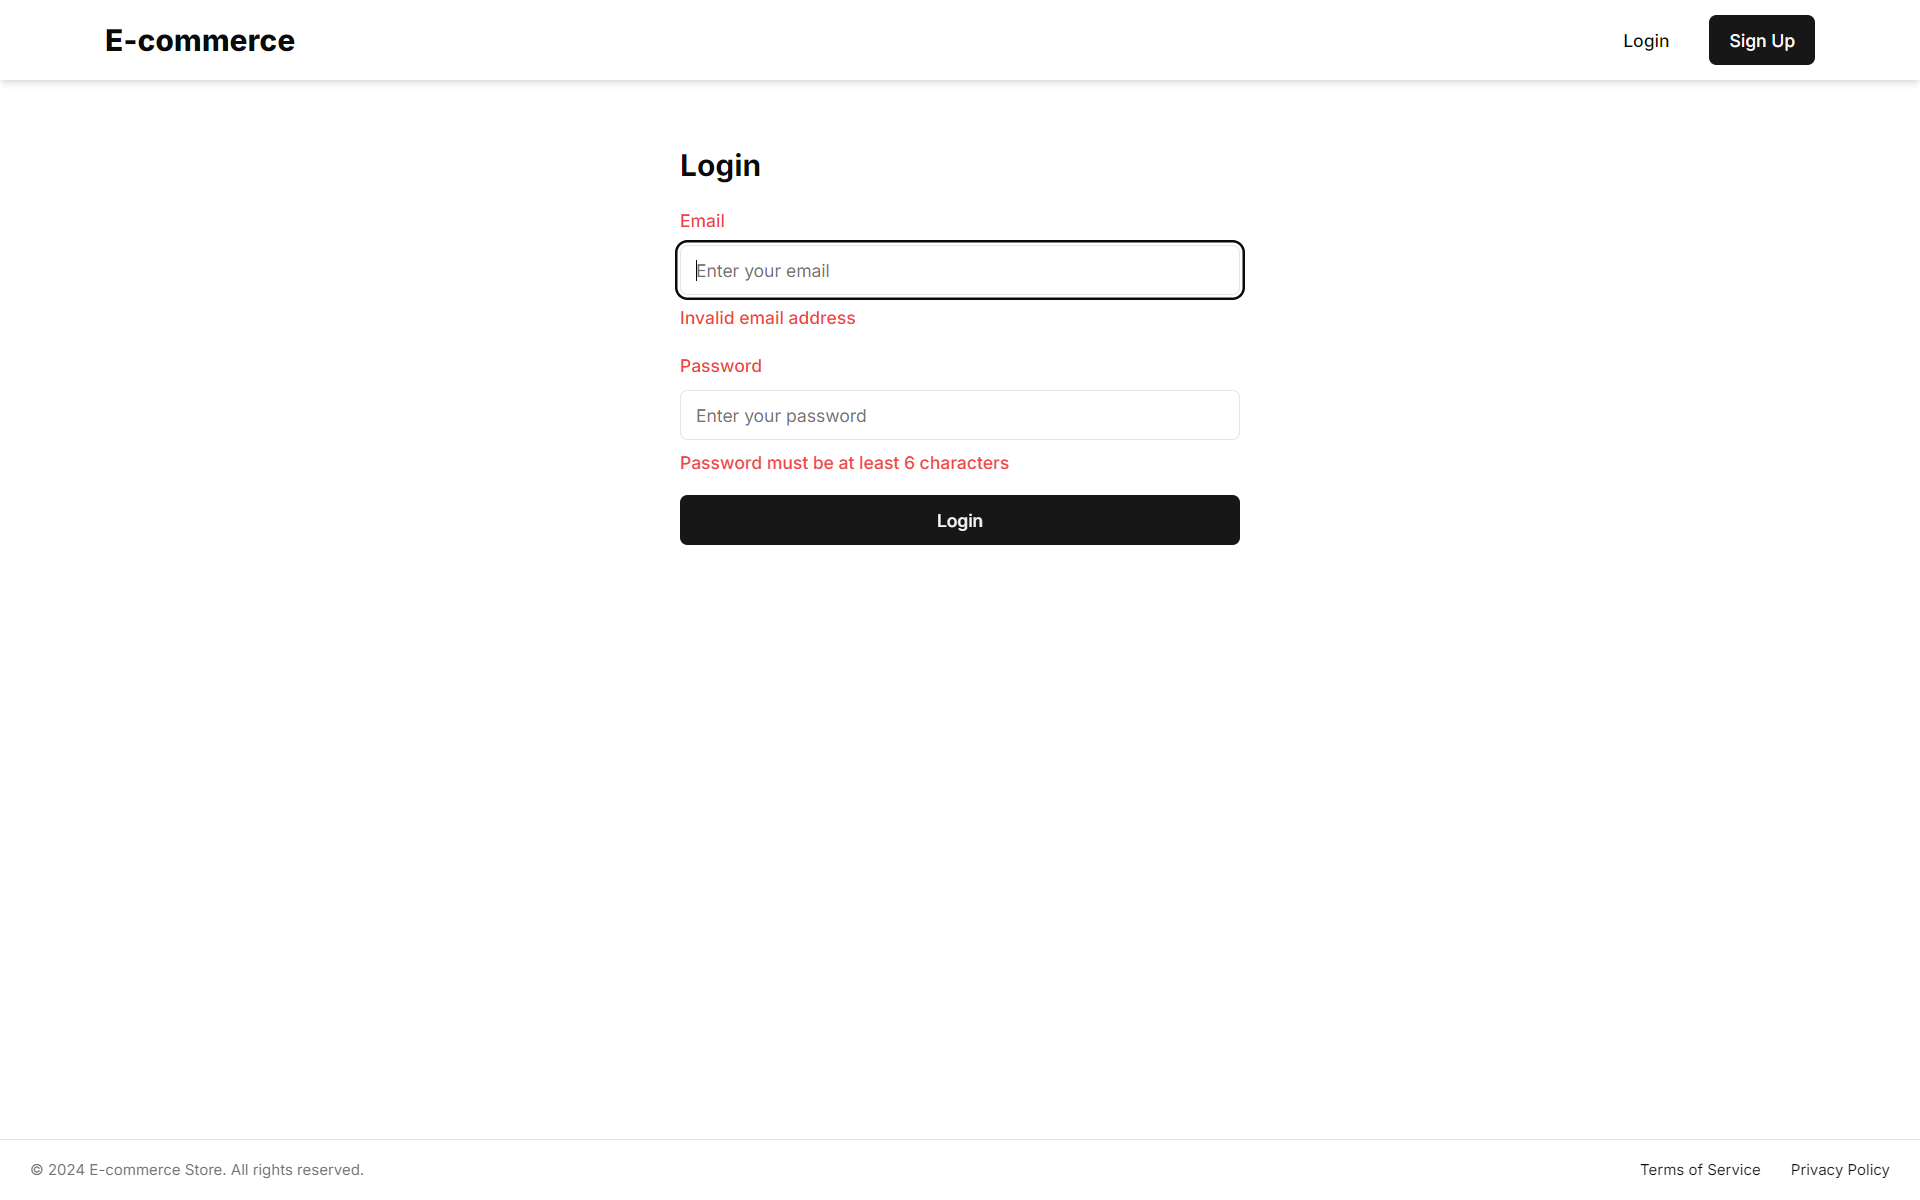 E-commerce
Login
Sign Up
Login
Email
Enter your email
Invalid email address
Password
Enter your password
Password must be at least 6 characters
Login
© 2024 E-commerce Store. All rights reserved.
Terms of Service
Privacy Policy